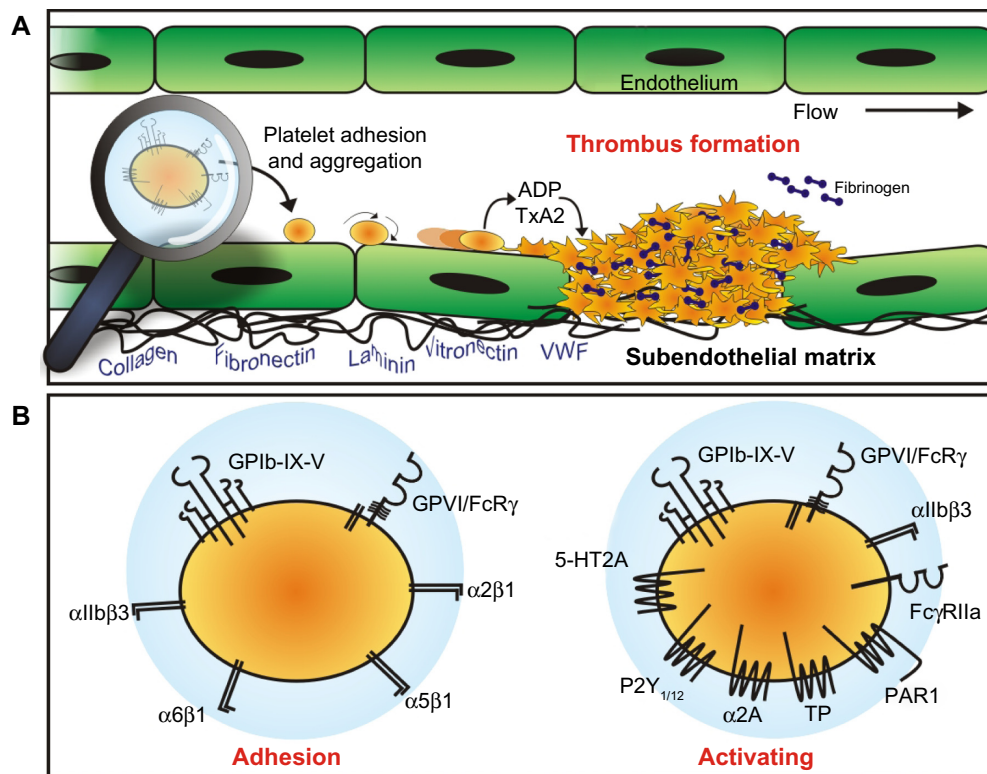 A
Endothelium
Flow
Platelet adhesion
and aggregation
Thrombus formation
ADP
TxA2
Fibrinogen
Collagen
Fibronectin
Laminin
Vitronectin
VWF
Subendothelial matrix
B
GPIb-IX-V
GPVI/FcRγ
αIIbβ3
α2β1
α6β1
α5β1
Adhesion
GPIb-IX-V
GPVI/FcRγ
αIIbβ3
5-HT2A
FcγRIIa
P2Y1/12
α2A
TP
PAR1
Activating